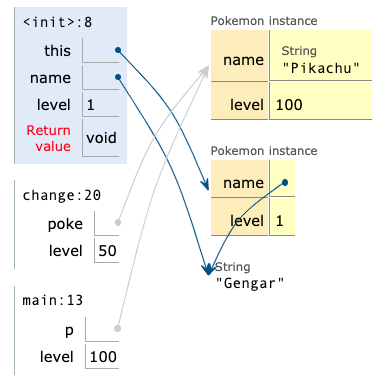 <init>:8
this
name
level 1
Return
value void
change:20
poke
level 50
main:13
p
level 100
Pokemon instance
name String
"Pikachu"
level 100
Pokemon instance
name
level 1
String
"Gengar"